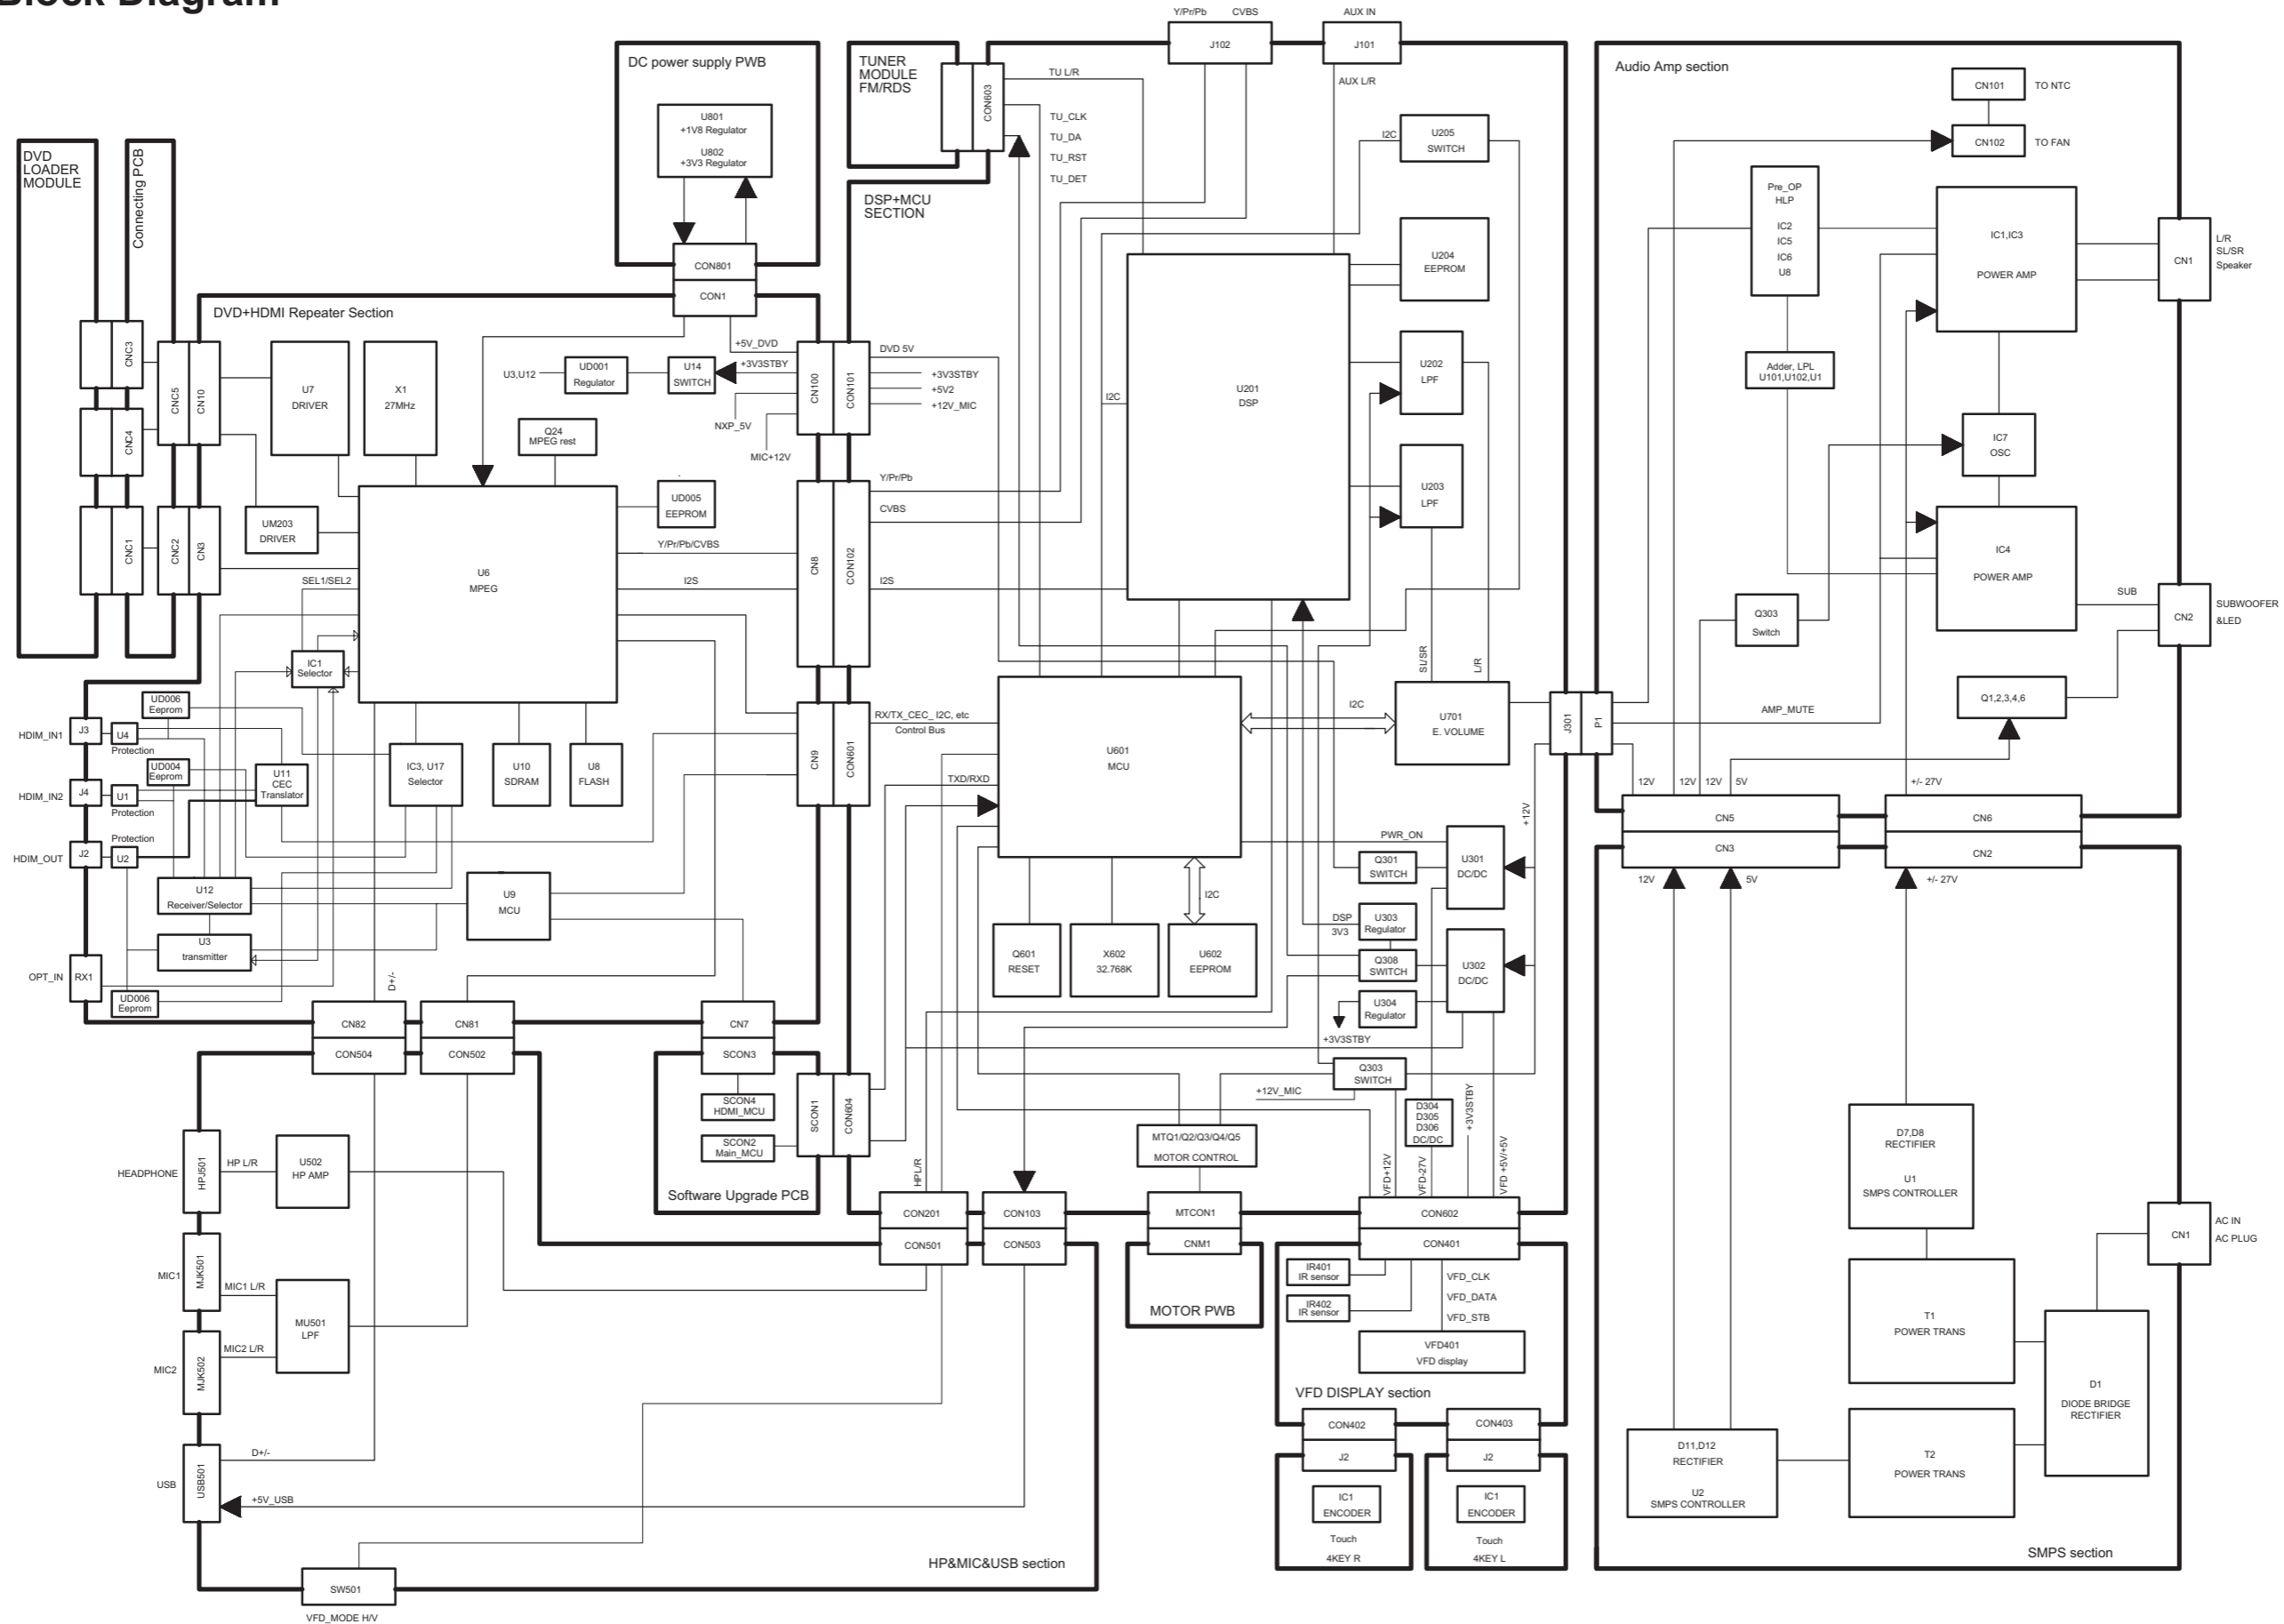 Block Diagram
DC power supply PWB
U801
+1V8 Regulator
U802
+3V3 Regulator
CON801
CON1
TUNER
MODULE
FM/RDS
CON603
TU L/R
TU_CLK
TU_DA
TU_RST
TU_DET
Y/Pr/Pb
CVBS
J102
AUX IN
J101
AUX L/R
DSP+MCU
SECTION
I2C
U205
SWITCH
U204
EEPROM
U202
LPF
U203
LPF
U201
DSP
I2C
Audio Amp section
CN101
TO NTC
CN102
TO FAN
Pre_OP
HLP
IC2
IC5
IC6
U8
IC1,IC3
POWER AMP
CN1
L/R
SL/SR
Speaker
Adder, LPL
U101,U102,U1
IC7
OSC
IC4
POWER AMP
Q303
Switch
SUB
CN2
SUBWOOFER
&LED
Q1,2,3,4,6
AMP_MUTE
12V
12V
12V
5V
+/- 27V
CN5
CN6
CN3
CN2
12V
5V
+/- 27V
DVD
LOADER
MODULE
Connecting PCB
CNC3
CNC4
CNC1
CNC5
CN10
CNC2
CN3
DVD+HDMI Repeater Section
U7
DRIVER
X1
27MHz
U3,U12
UD001
Regulator
U14
SWITCH
+5V_DVD
+3V3STBY
NXP_5V
MIC+12V
CN100
CON101
DVD 5V
+3V3STBY
+5V2
+12V_MIC
Q24
MPEG rest
UD005
EEPROM
UM203
DRIVER
U6
MPEG
Y/Pr/Pb/CVBS
I2S
CN8
CON102
Y/Pr/Pb
CVBS
I2S
SEL1/SEL2
IC1
Selector
UD006
Eeprom
HDIM_IN1
J3
U4
Protection
UD004
Eeprom
U11
CEC
Translator
HDIM_IN2
J4
U1
Protection
HDIM_OUT
J2
U2
IC3, U17
Selector
U10
SDRAM
U8
FLASH
CN9
CON601
RX/TX_CEC_ I2C, etc
Control Bus
TXD/RXD
U12
Receiver/Selector
U9
MCU
U3
transmitter
OPT_IN
RX1
UD006
Eeprom
D+/-
CN82
CN81
CN7
CON504
CON502
SCON3
U601
MCU
I2C
SL/SR
L/R
U701
E. VOLUME
J301
P1
+12V
PWR_ON
Q301
SWITCH
U301
DC/DC
DSP
3V3
U303
Regulator
Q308
SWITCH
U302
DC/DC
U304
Regulator
+3V3STBY
I2C
Q601
RESET
X602
32.768K
U602
EEPROM
Q303
SWITCH
+12V_MIC
D304
D305
D306
DC/DC
+3V3STBY
VFD+12V
VFD-27V
VFD +5V/+5V
MTQ1/Q2/Q3/Q4/Q5
MOTOR CONTROL
SCON4
HDMI_MCU
SCON2
Main_MCU
SCON1
CON604
Software Upgrade PCB
HPL/R
CON201
CON103
MTCON1
CON602
CON501
CON503
CNM1
CON401
MOTOR PWB
HEADPHONE
HPJ501
HP L/R
U502
HP AMP
MIC1
MJK501
MIC1 L/R
MU501
LPF
MIC2
MJK502
MIC2 L/R
D+/-
USB
USB501
+5V_USB
SW501
VFD_MODE H/V
HP&MIC&USB section
IR401
IR sensor
IR402
IR sensor
VFD_CLK
VFD_DATA
VFD_STB
VFD401
VFD display
VFD DISPLAY section
CON402
CON403
J2
J2
IC1
ENCODER
IC1
ENCODER
Touch
4KEY R
Touch
4KEY L
D7,D8
RECTIFIER
U1
SMPS CONTROLLER
CN1
AC IN
AC PLUG
T1
POWER TRANS
D1
DIODE BRIDGE
RECTIFIER
D11,D12
RECTIFIER
U2
SMPS CONTROLLER
T2
POWER TRANS
SMPS section
Protection